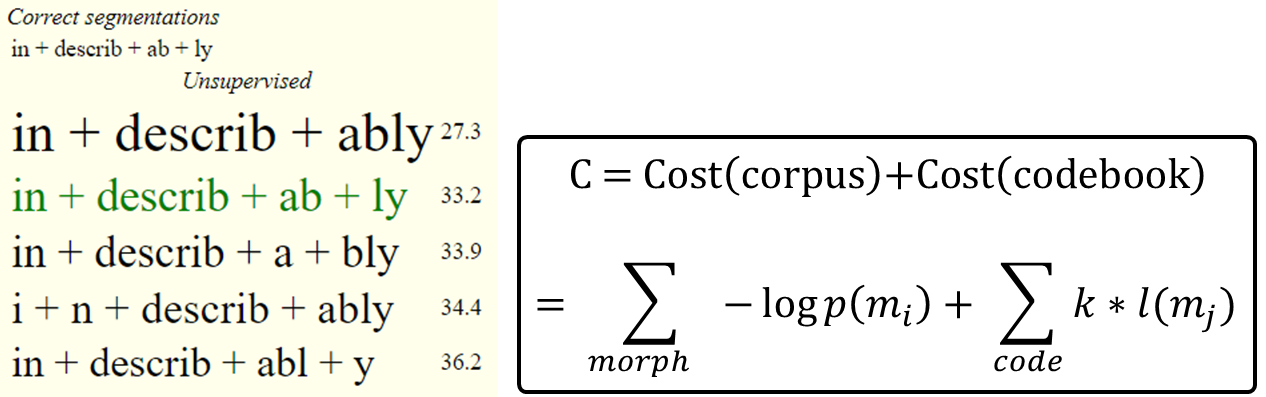 Correct segmentations
in + describ + ab + ly
Unsupervised
in + describ + ably 27.3
in + describ + ab + ly 33.2
in + describ + a + bly 33.9
i + n + describ + ably 34.4
in + describ + abl + y 36.2
C = Cost(corpus)+Cost(codebook)
= ∑ − log p(mᵢ) + ∑ k * l(mⱼ)
morph code